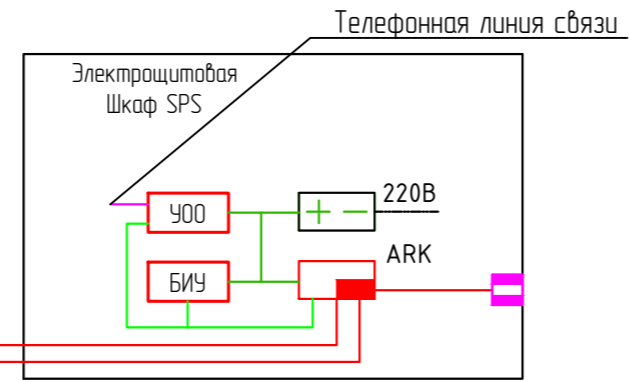 Телефонная линия связи
Электрощитовая
Шкаф SPS
УОО
220В
ARK
БИУ